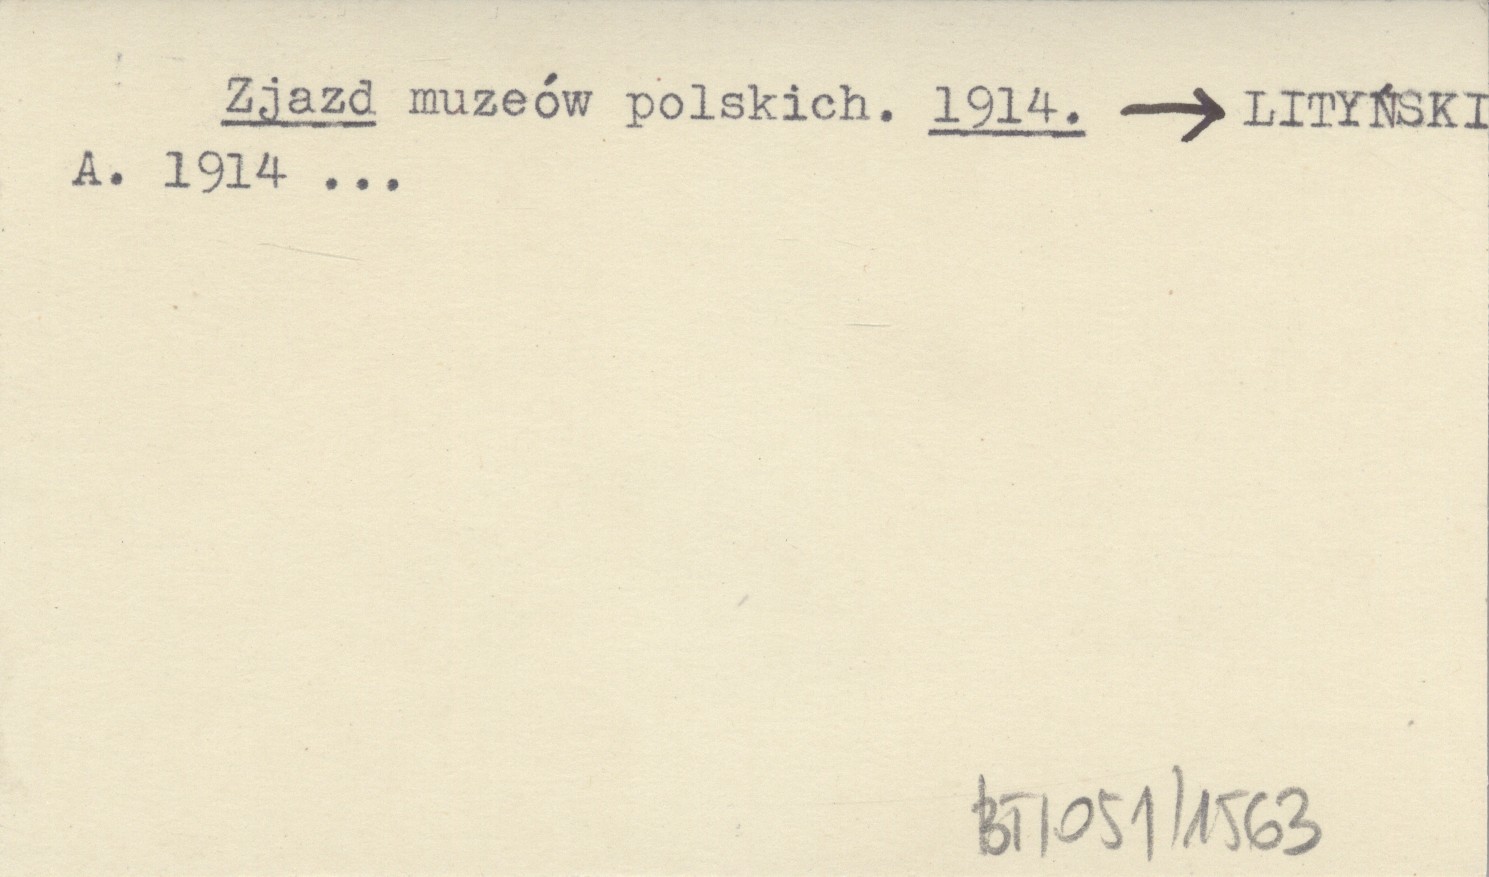 Zjazd muzeów polskich. 1914. → LITYŃSKI
A. 1914 ...
BT/051/1563